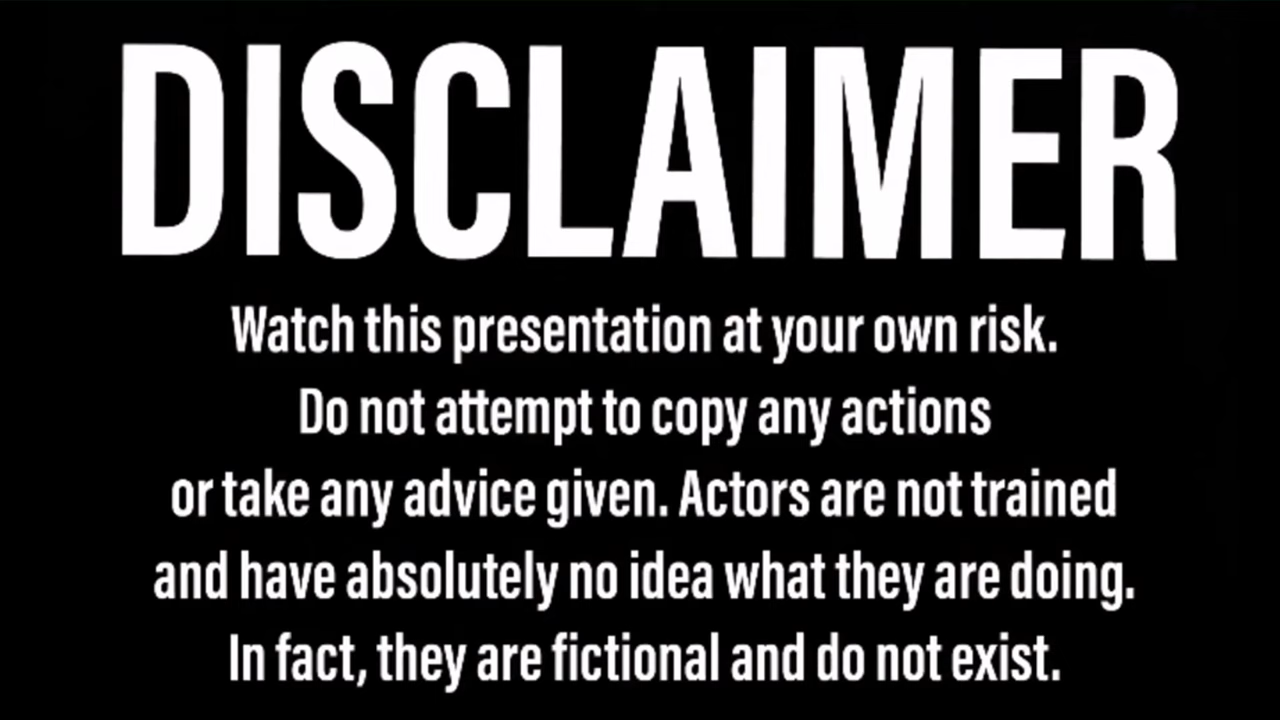 DISCLAIMER
Watch this presentation at your own risk.
Do not attempt to copy any actions
or take any advice given. Actors are not trained
and have absolutely no idea what they are doing.
In fact, they are fictional and do not exist.